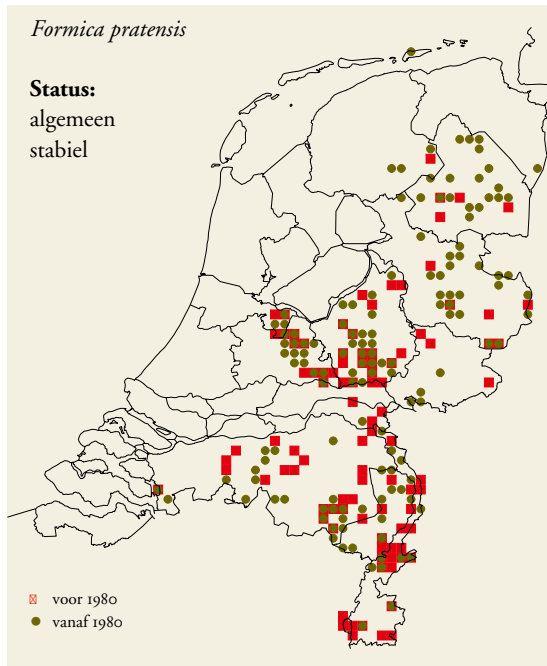 Formica pratensis
Status:
algemeen
stabiel
voor 1980
vanaf 1980